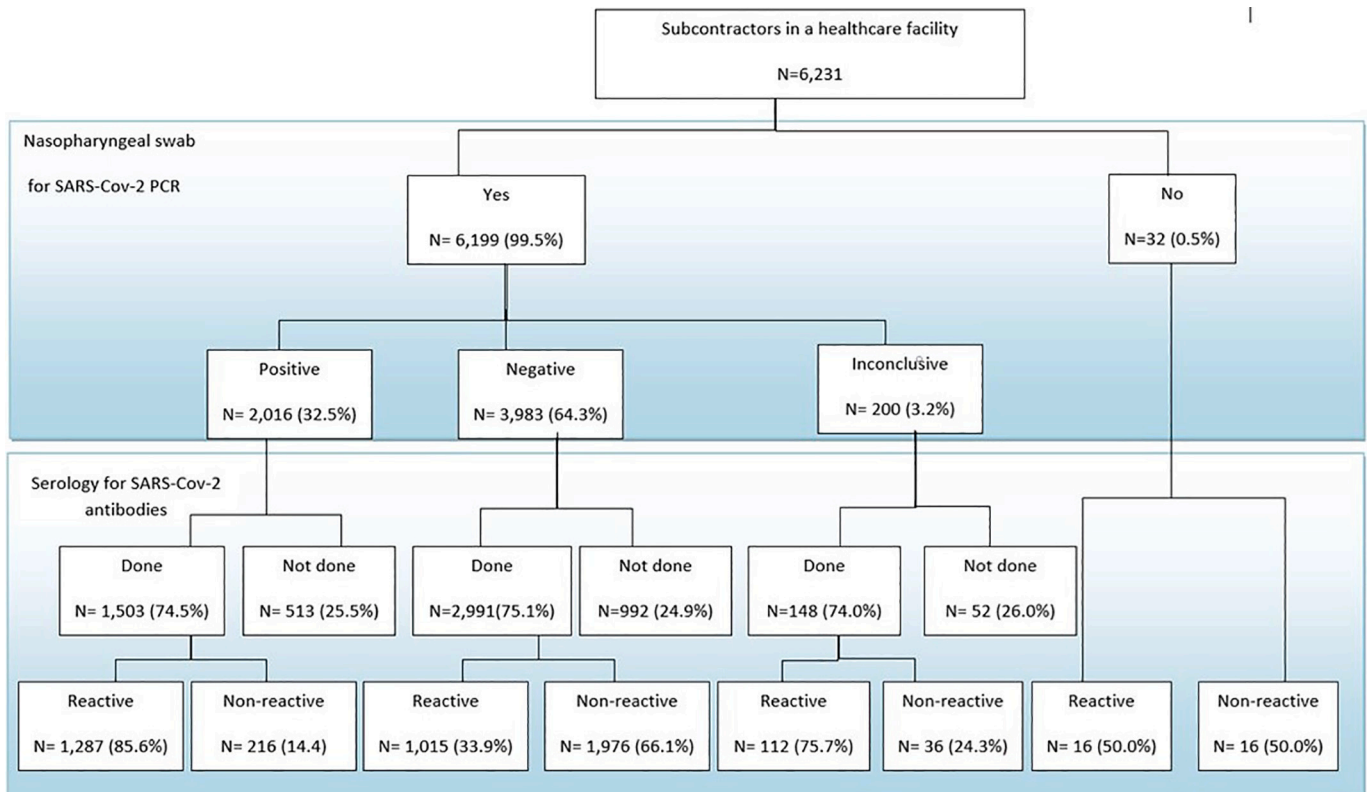 Subcontractors in a healthcare facility
N=6,231
Nasopharyngeal swab
for SARS-Cov-2 PCR
Yes
N= 6,199 (99.5%)
No
N=32 (0.5%)
Positive
N= 2,016 (32.5%)
Negative
N= 3,983 (64.3%)
Inconclusive
N= 200 (3.2%)
Serology for SARS-Cov-2
antibodies
Done
N= 1,503 (74.5%)
Not done
N= 513 (25.5%)
Done
N=2,991(75.1%)
Not done
N=992 (24.9%)
Done
N=148 (74.0%)
Not done
N= 52 (26.0%)
Reactive
N= 1,287 (85.6%)
Non-reactive
N= 216 (14.4)
Reactive
N= 1,015 (33.9%)
Non-reactive
N= 1,976 (66.1%)
Reactive
N= 112 (75.7%)
Non-reactive
N= 36 (24.3%)
Reactive
N= 16 (50.0%)
Non-reactive
N= 16 (50.0%)